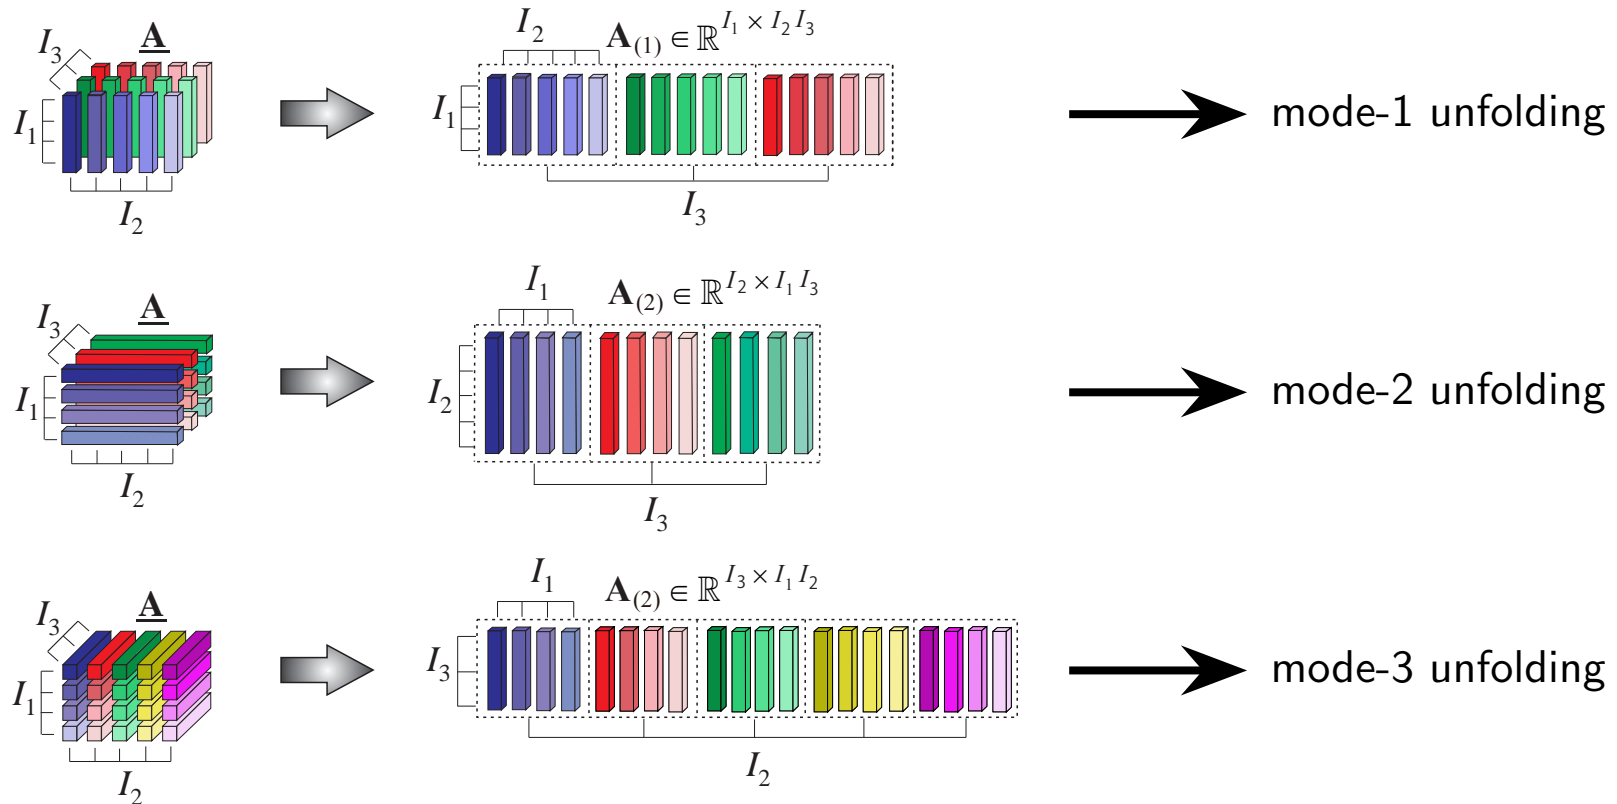 I₃ A I₂ A₍₁₎ ∈ ℝ^{I₁ × I₂ I₃}
I₁ I₁ mode-1 unfolding
I₂ I₃
I₃ A I₁ A₍₂₎ ∈ ℝ^{I₂ × I₁ I₃}
I₁ I₂ mode-2 unfolding
I₂ I₃
I₃ A I₁ A₍₂₎ ∈ ℝ^{I₃ × I₁ I₂}
I₁ I₃ mode-3 unfolding
I₂ I₂